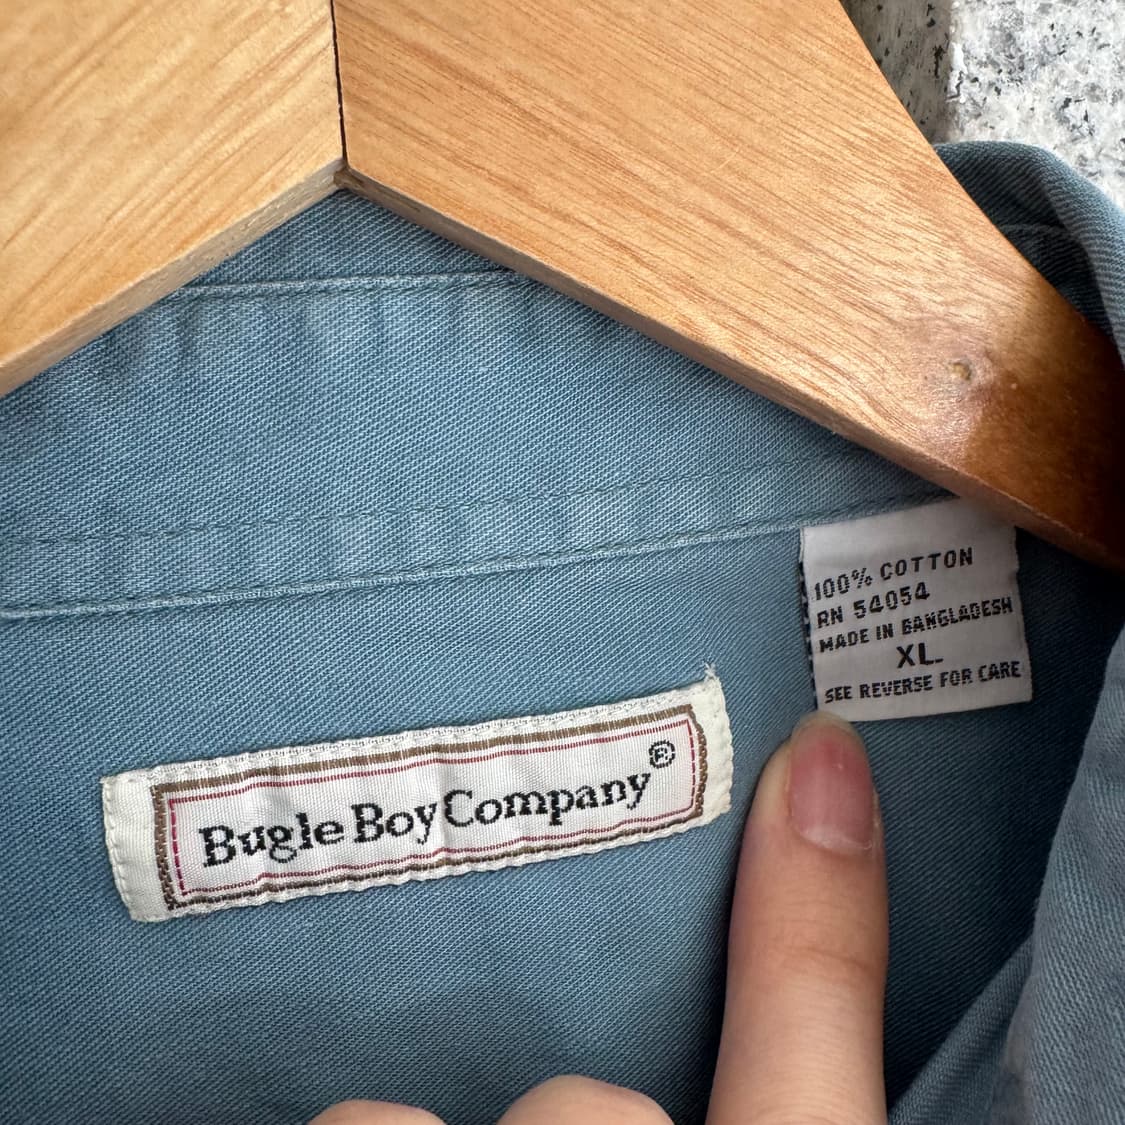 100% COTTON
RN 54054
MADE IN BANGLADESH
XL
SEE REVERSE FOR CARE
Bugle Boy Company®